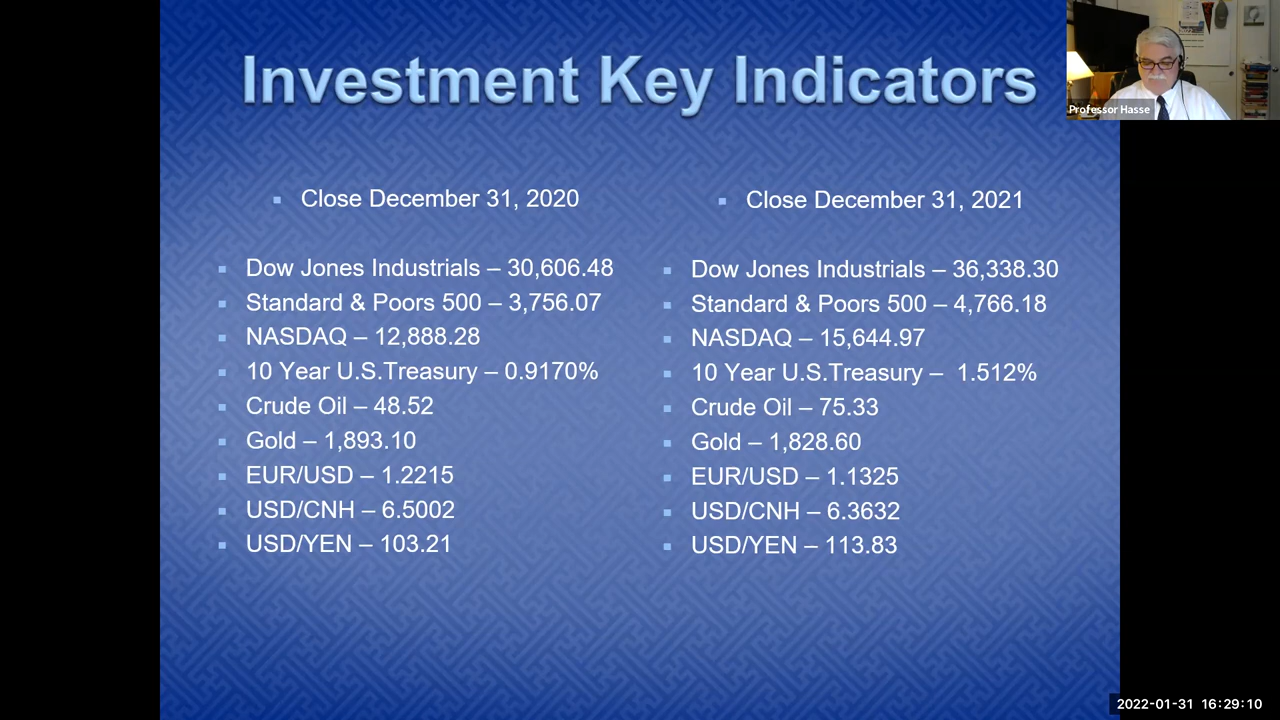 Investment Key Indicators
Professor Hasse
Close December 31, 2020
Dow Jones Industrials – 30,606.48
Standard & Poors 500 – 3,756.07
NASDAQ – 12,888.28
10 Year U.S.Treasury – 0.9170%
Crude Oil – 48.52
Gold – 1,893.10
EUR/USD – 1.2215
USD/CNH – 6.5002
USD/YEN – 103.21
Close December 31, 2021
Dow Jones Industrials – 36,338.30
Standard & Poors 500 – 4,766.18
NASDAQ – 15,644.97
10 Year U.S.Treasury – 1.512%
Crude Oil – 75.33
Gold – 1,828.60
EUR/USD – 1.1325
USD/CNH – 6.3632
USD/YEN – 113.83
2022-01-31 16:29:10